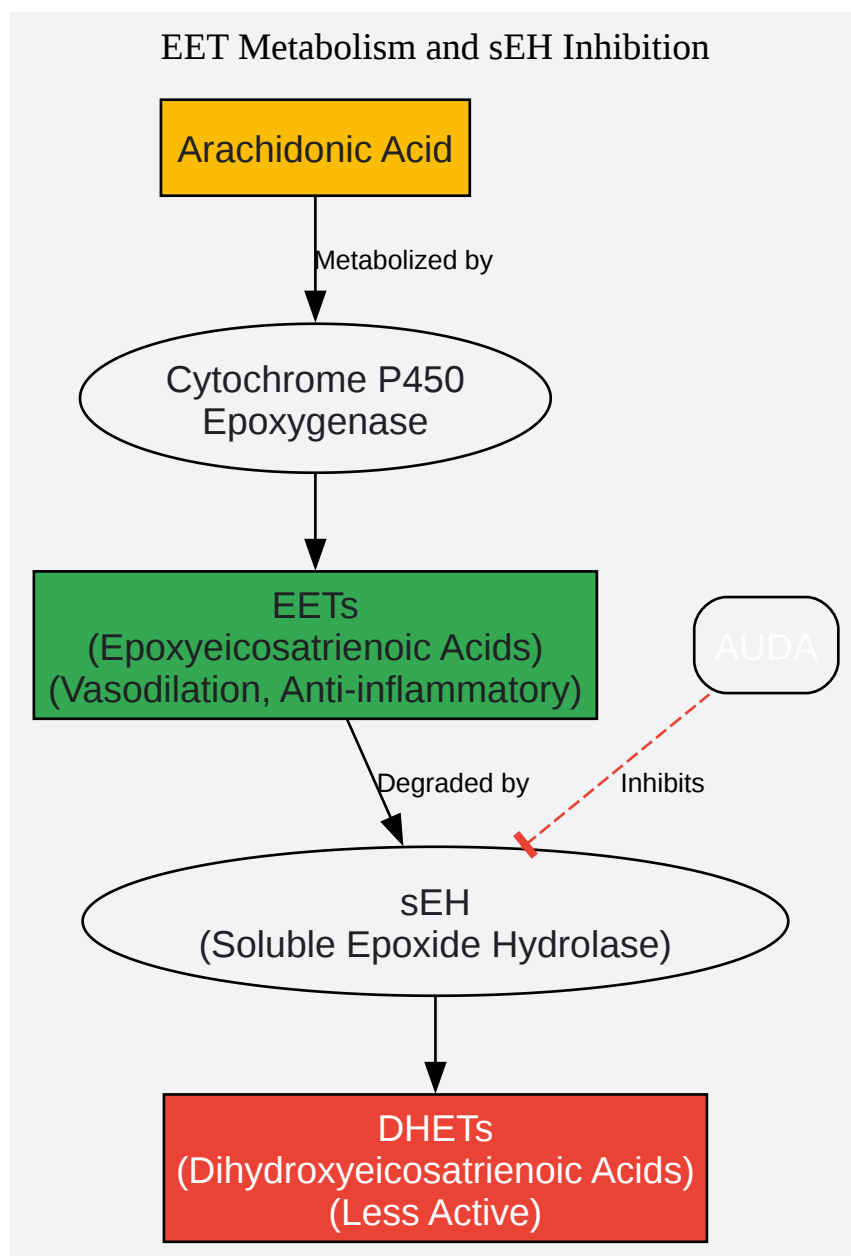 EET Metabolism and sEH Inhibition
Arachidonic Acid
Metabolized by
Cytochrome P450
Epoxygenase
EETs
(Epoxyeicosatrienoic Acids)
(Vasodilation, Anti-inflammatory)
AUDA
Degraded by
Inhibits
sEH
(Soluble Epoxide Hydrolase)
DHETs
(Dihydroxyeicosatrienoic Acids)
(Less Active)